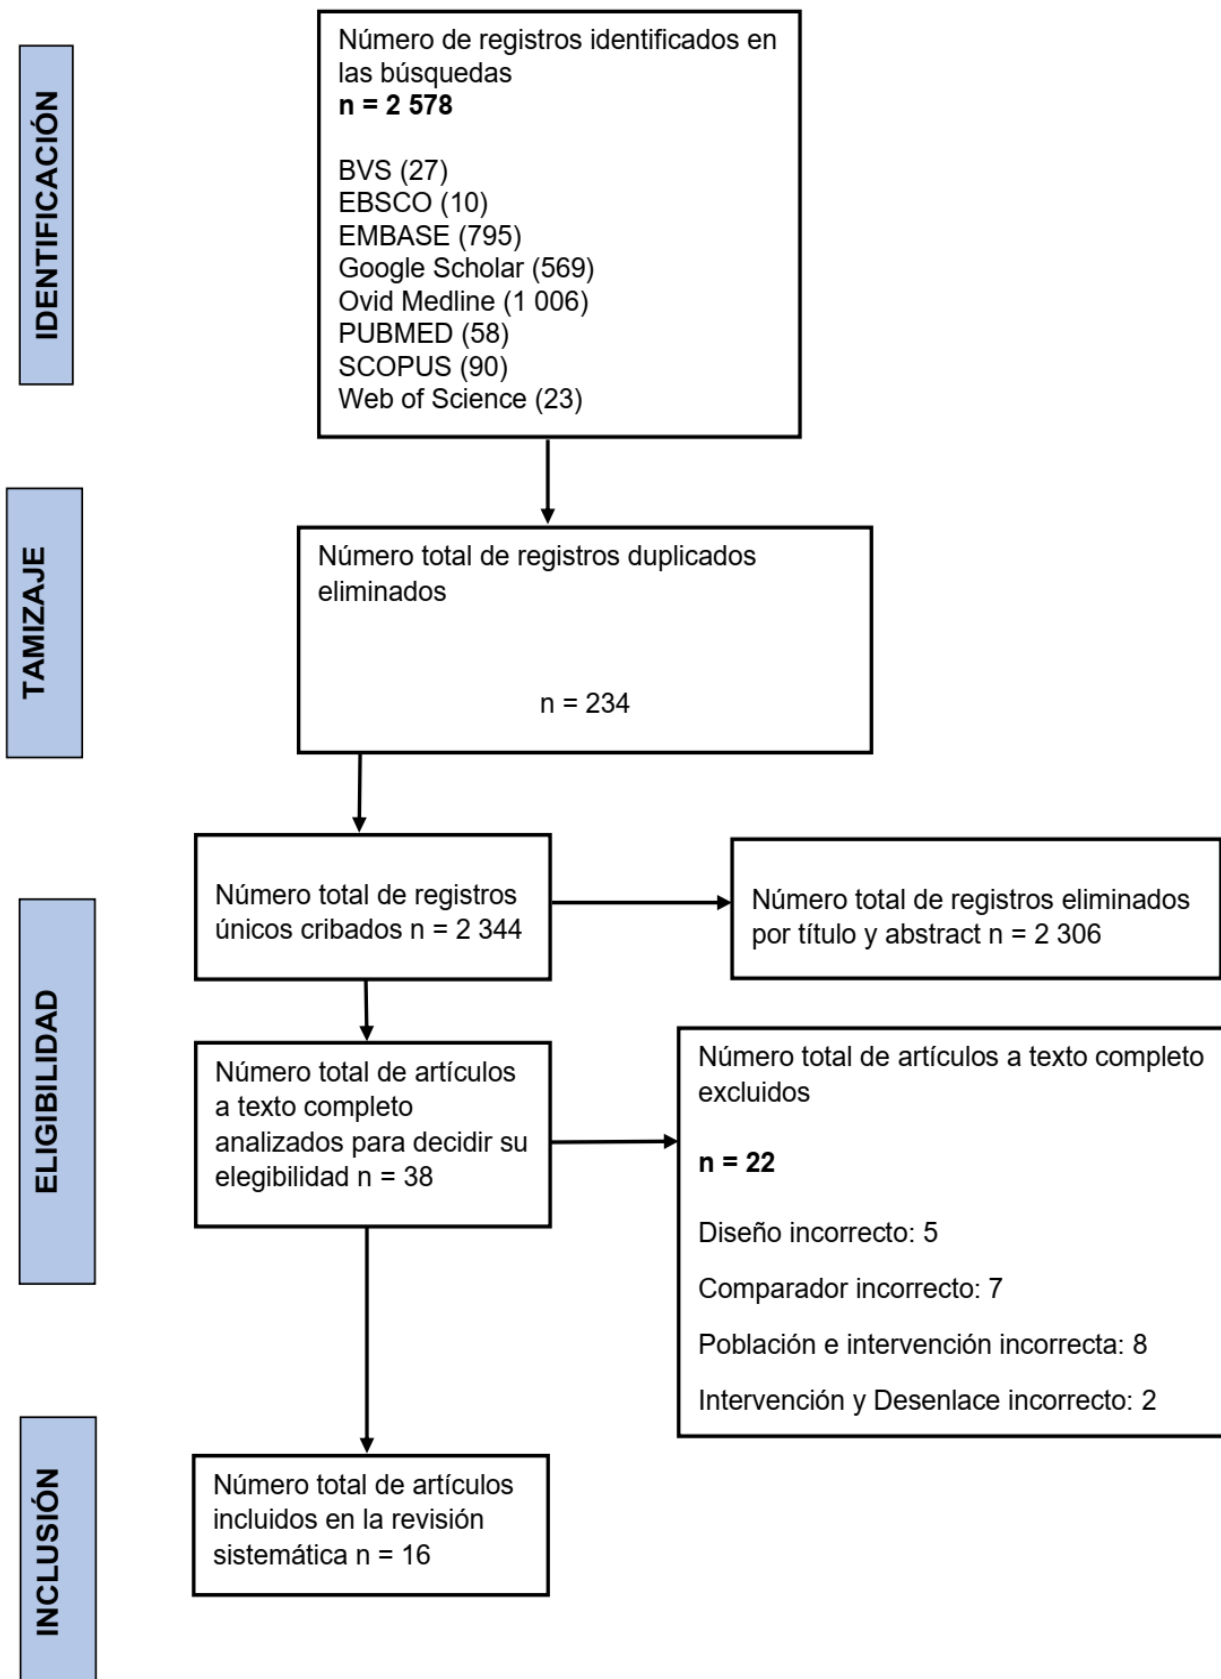 IDENTIFICACIÓN
Número de registros identificados en
las búsquedas
n = 2 578
BVS (27)
EBSCO (10)
EMBASE (795)
Google Scholar (569)
Ovid Medline (1 006)
PUBMED (58)
SCOPUS (90)
Web of Science (23)
TAMIZAJE
Número total de registros duplicados
eliminados
n = 234
ELIGIBILIDAD
Número total de registros
únicos cribados n = 2 344
Número total de registros eliminados
por título y abstract n = 2 306
Número total de artículos
a texto completo
analizados para decidir su
elegibilidad n = 38
Número total de artículos a texto completo
excluidos
n = 22
Diseño incorrecto: 5
Comparador incorrecto: 7
Población e intervención incorrecta: 8
Intervención y Desenlace incorrecto: 2
INCLUSIÓN
Número total de artículos
incluidos en la revisión
sistemática n = 16